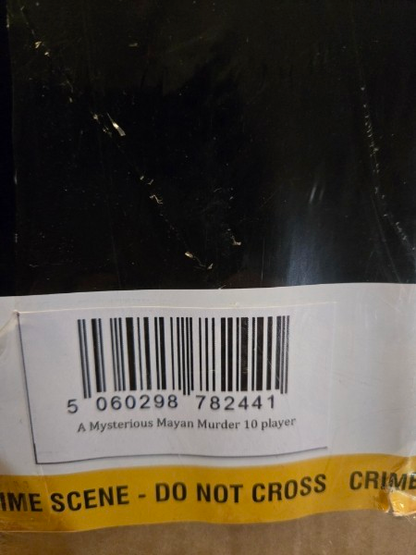 5 060298 782441
A Mysterious Mayan Murder 10 player
IME SCENE - DO NOT CROSS CRIME